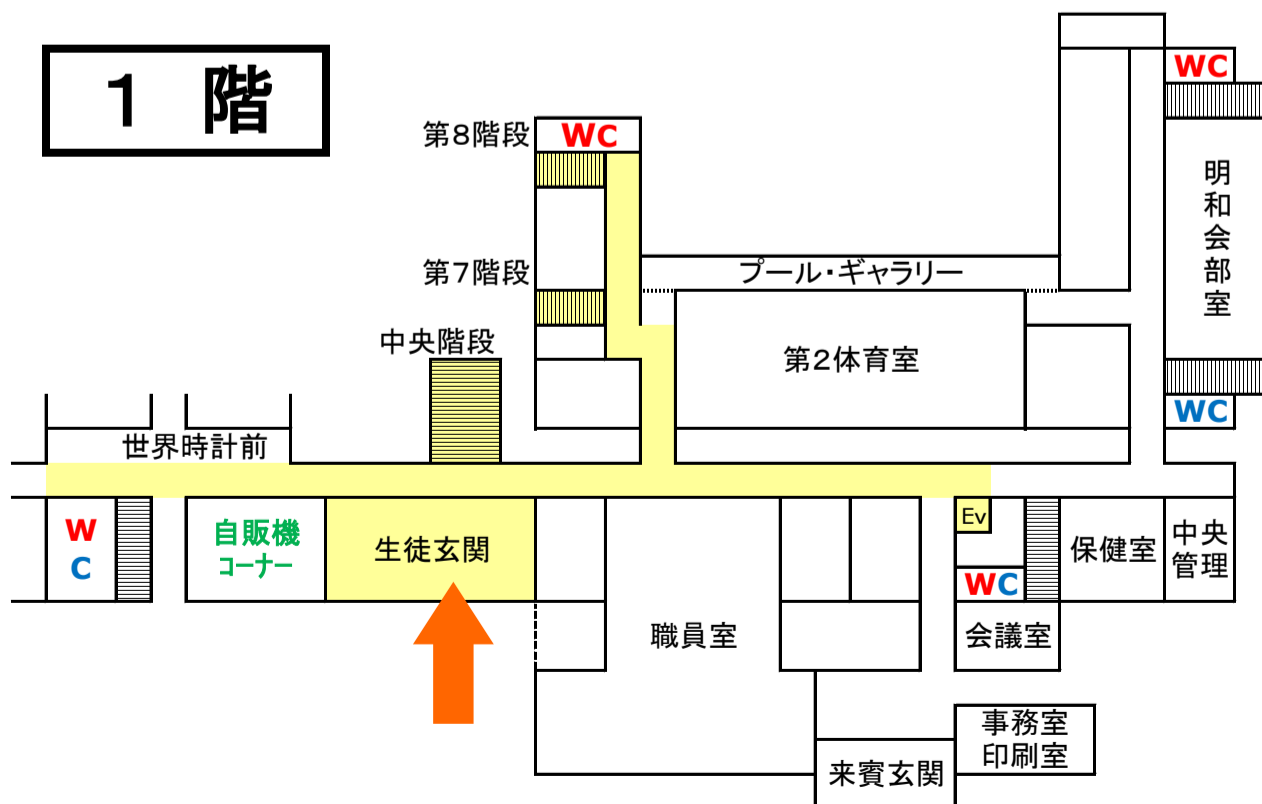 １ 階
WC
第8階段
WC
明和会部室
第7階段
プール・ギャラリー
中央階段
第2体育室
WC
世界時計前
W
C
自販機
コーナー
生徒玄関
Ev
保健室
中央
管理
WC
職員室
会議室
事務室
印刷室
来賓玄関